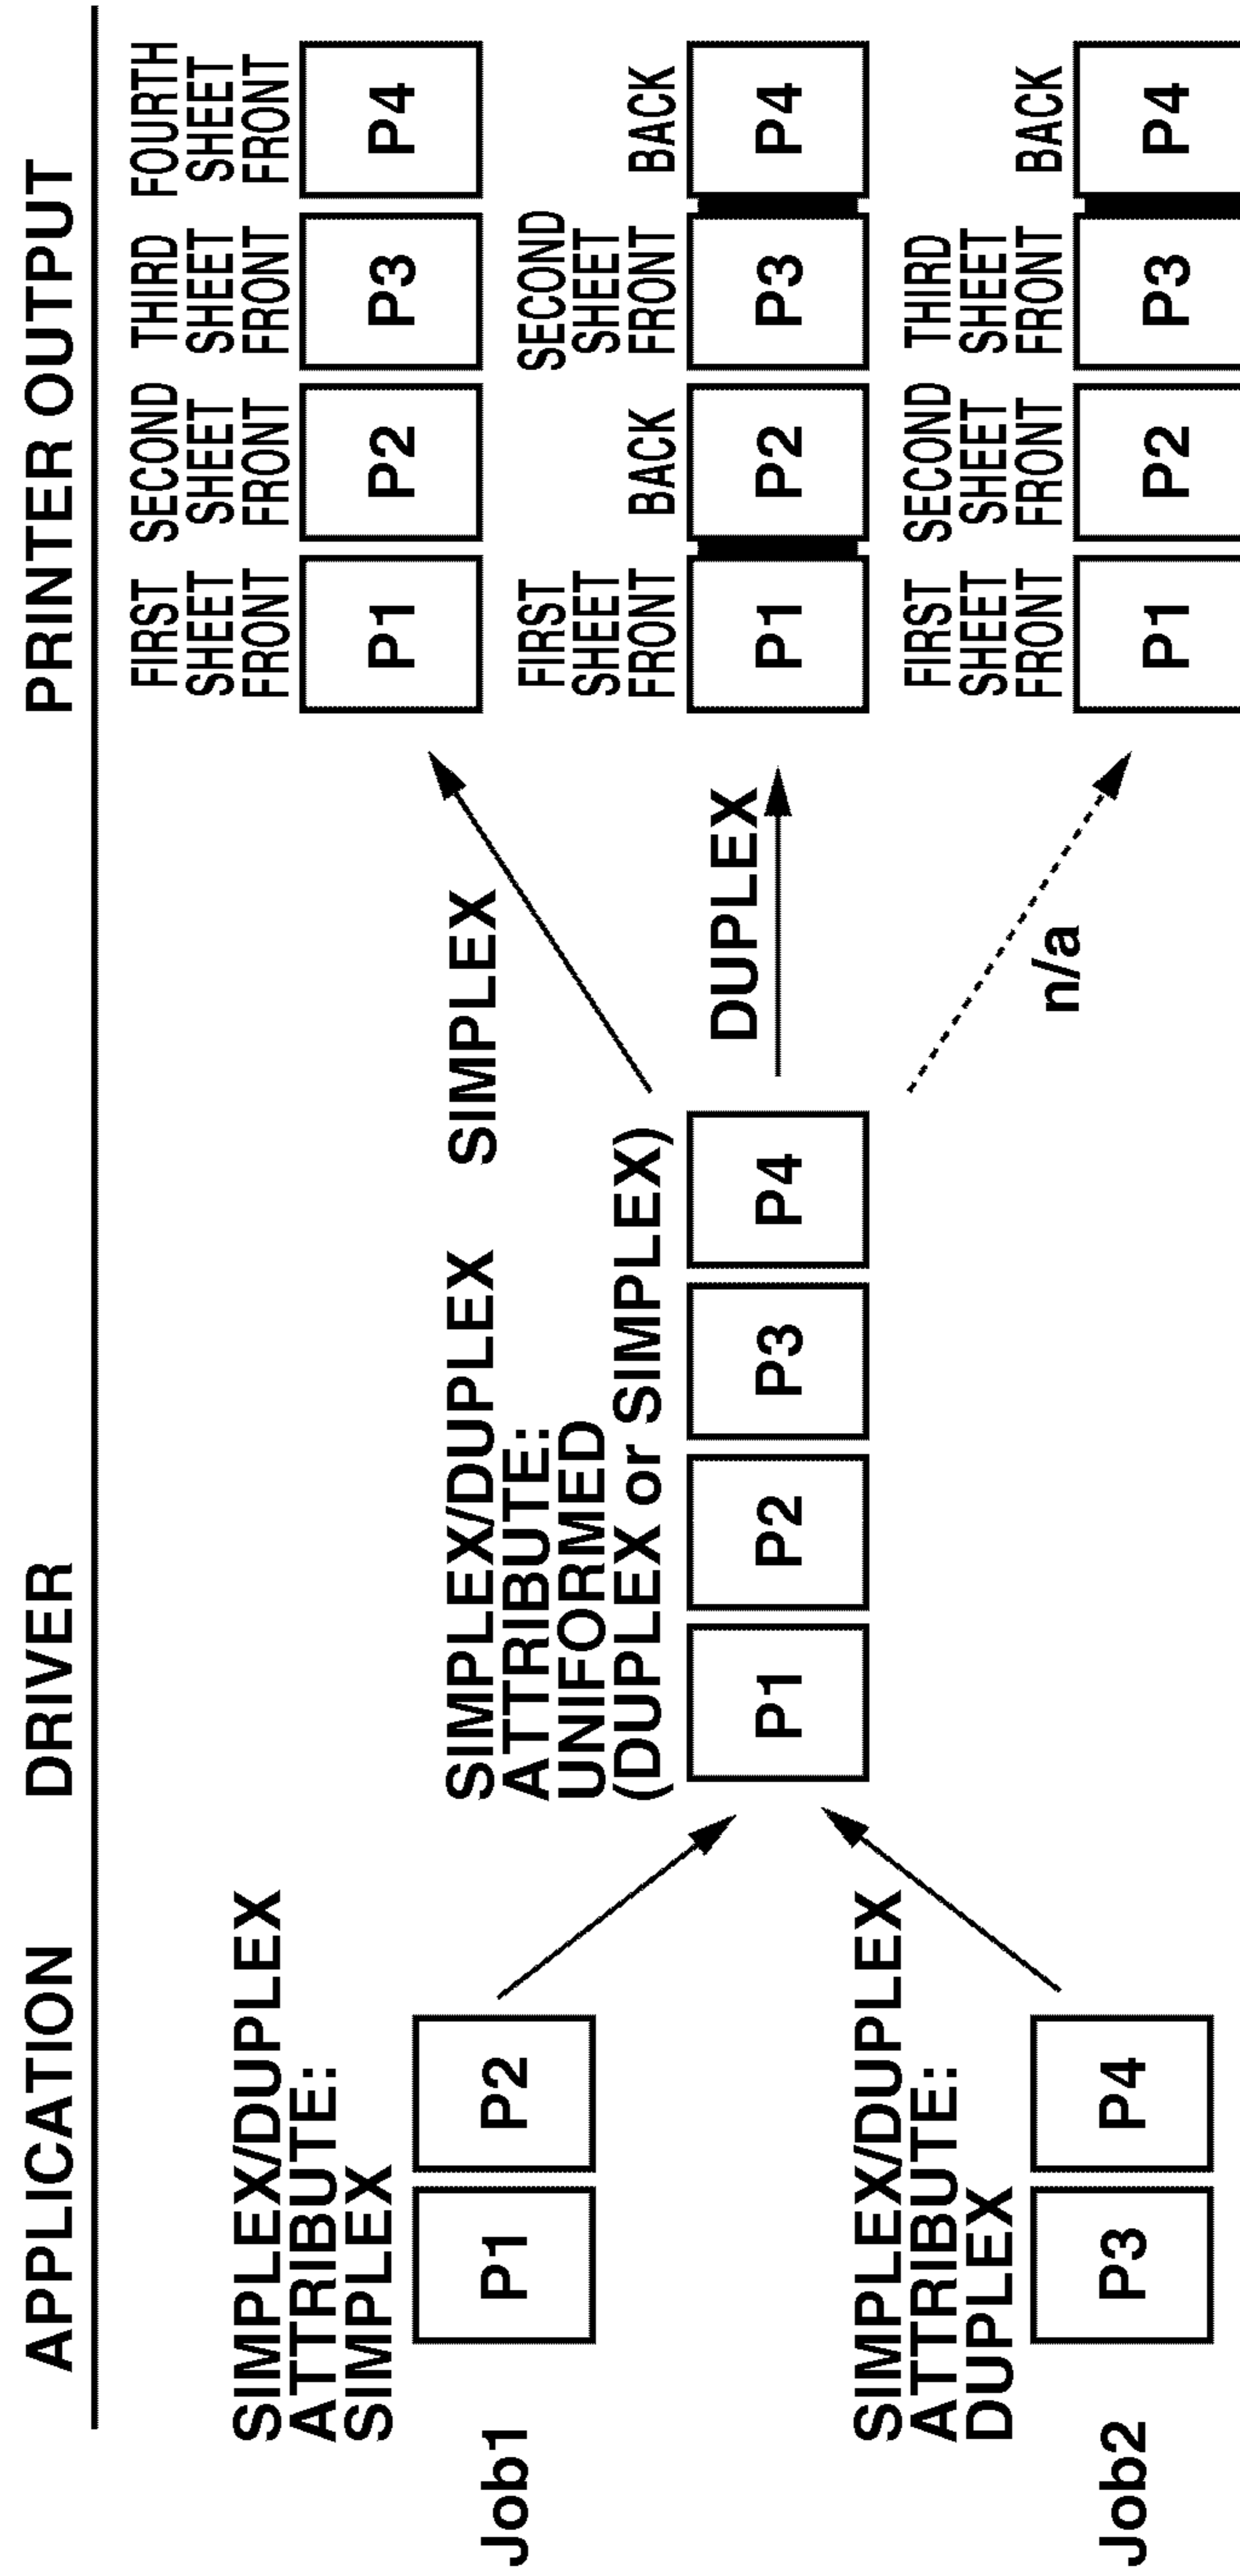 APPLICATION DRIVER PRINTER OUTPUT
SIMPLEX/DUPLEX
ATTRIBUTE:
SIMPLEX
Job1 P1 P2
SIMPLEX/DUPLEX
ATTRIBUTE:
DUPLEX
Job2 P3 P4
SIMPLEX/DUPLEX
ATTRIBUTE:
UNIFORMED
(DUPLEX or SIMPLEX)
P1 P2 P3 P4
SIMPLEX
DUPLEX
n/a
FIRST SECOND THIRD FOURTH
SHEET SHEET SHEET SHEET
FRONT FRONT FRONT FRONT
P1 P2 P3 P4
FIRST SECOND
SHEET SHEET
FRONT BACK FRONT BACK
P1 P2 P3 P4
FIRST SECOND THIRD
SHEET SHEET SHEET
FRONT FRONT FRONT BACK
P1 P2 P3 P4